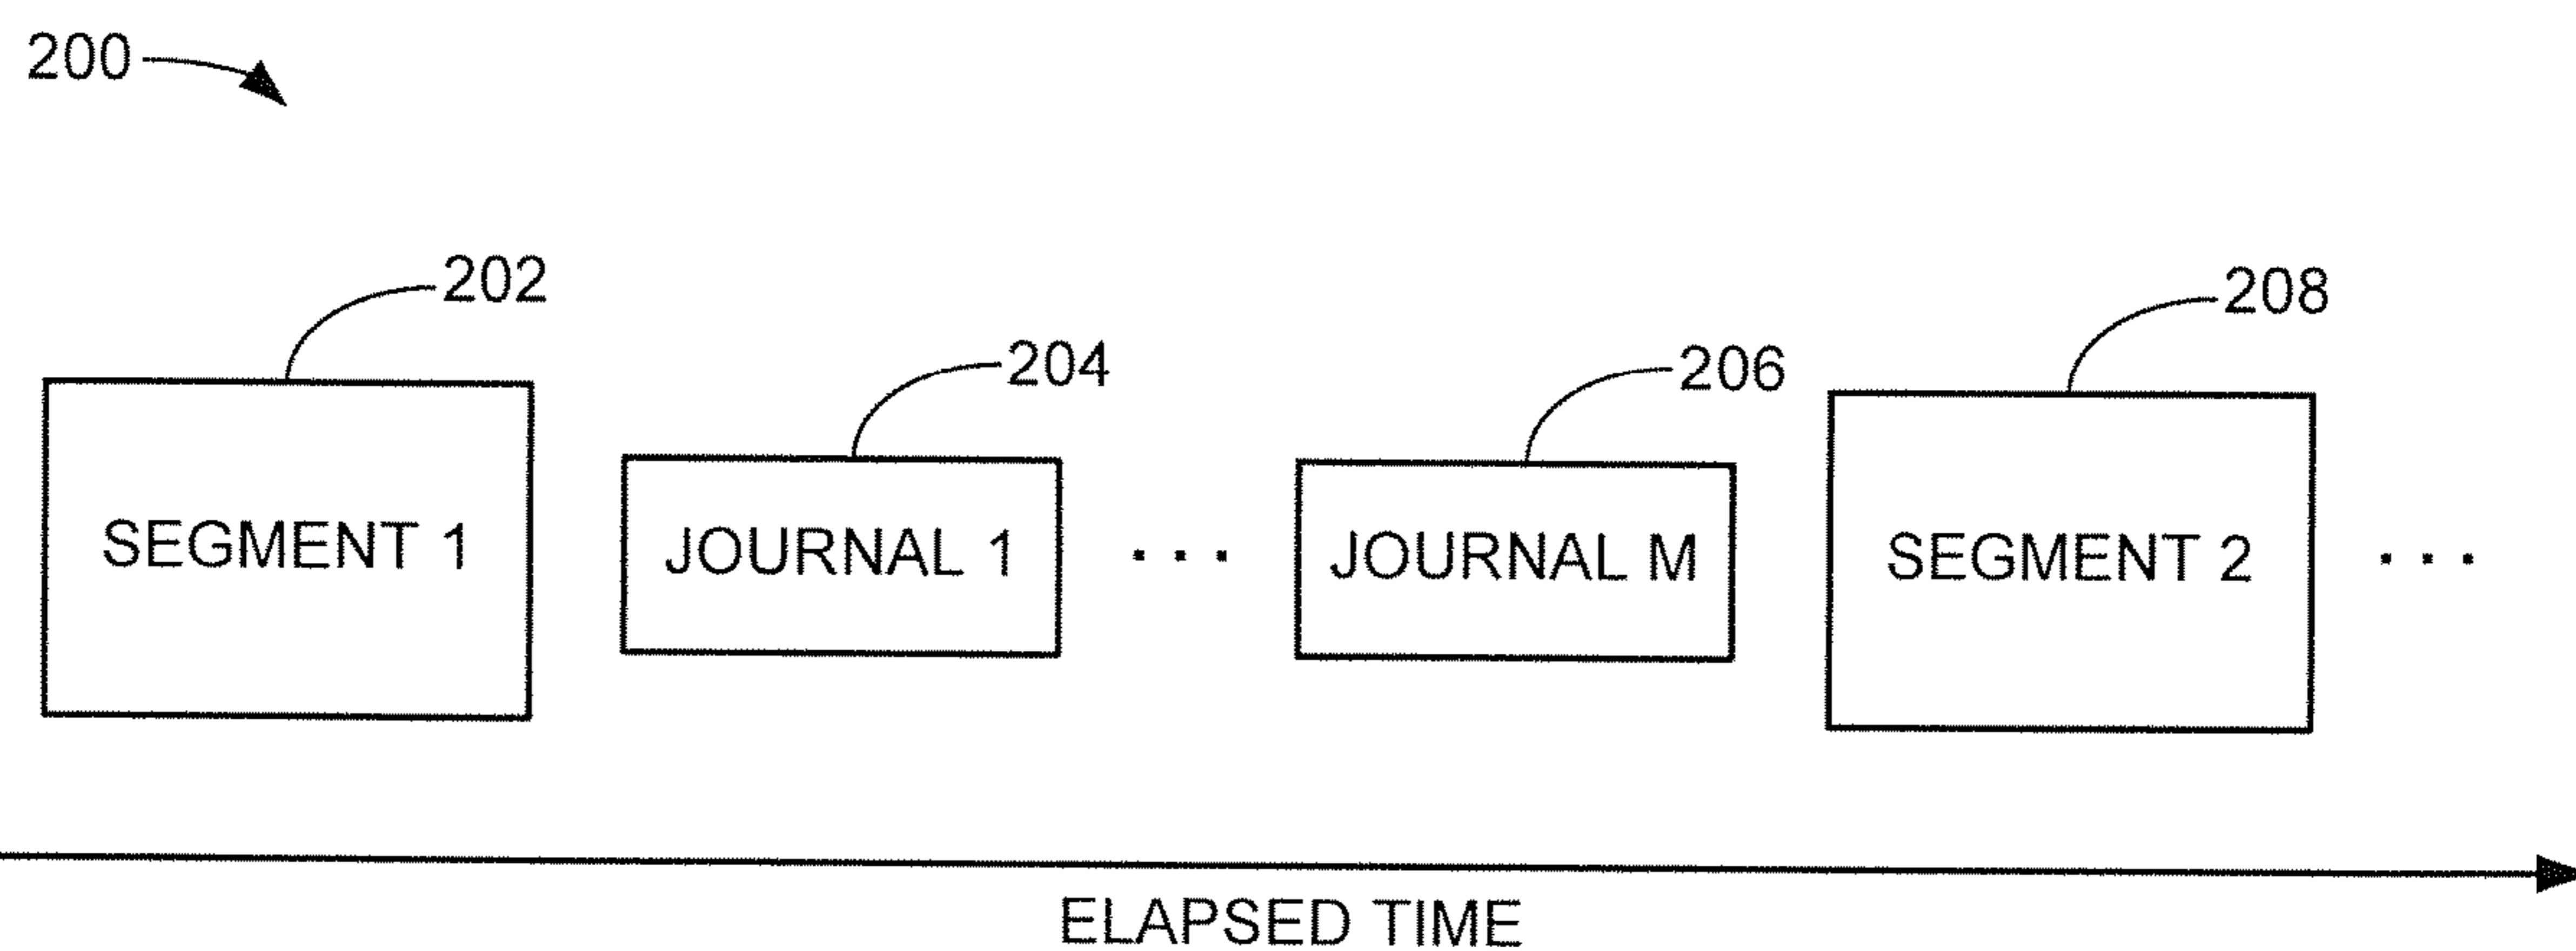 200
202
208
204
206
SEGMENT 1
JOURNAL 1
. . .
JOURNAL M
SEGMENT 2
. . .
ELAPSED TIME